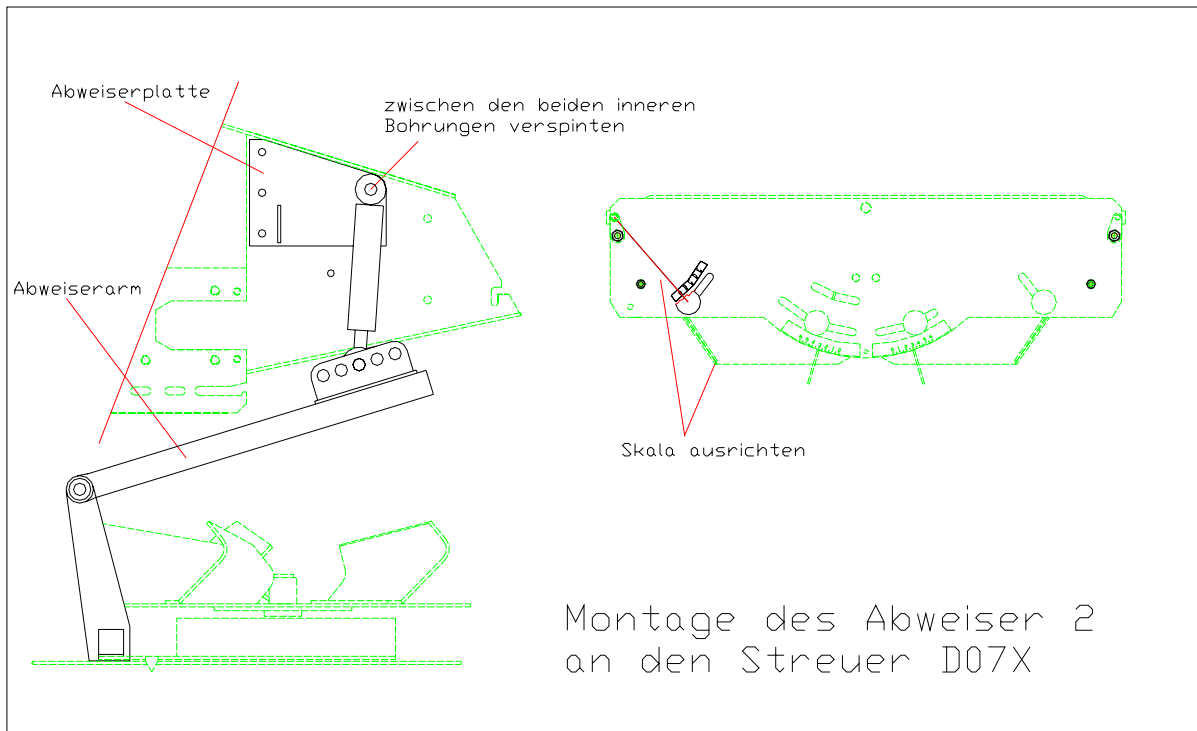 Abweiserplatte
zwischen den beiden inneren
Bohrungen verspinten
Abweiserarm
Skala ausrichten
Montage des Abweiser 2
an den Streuer D07X